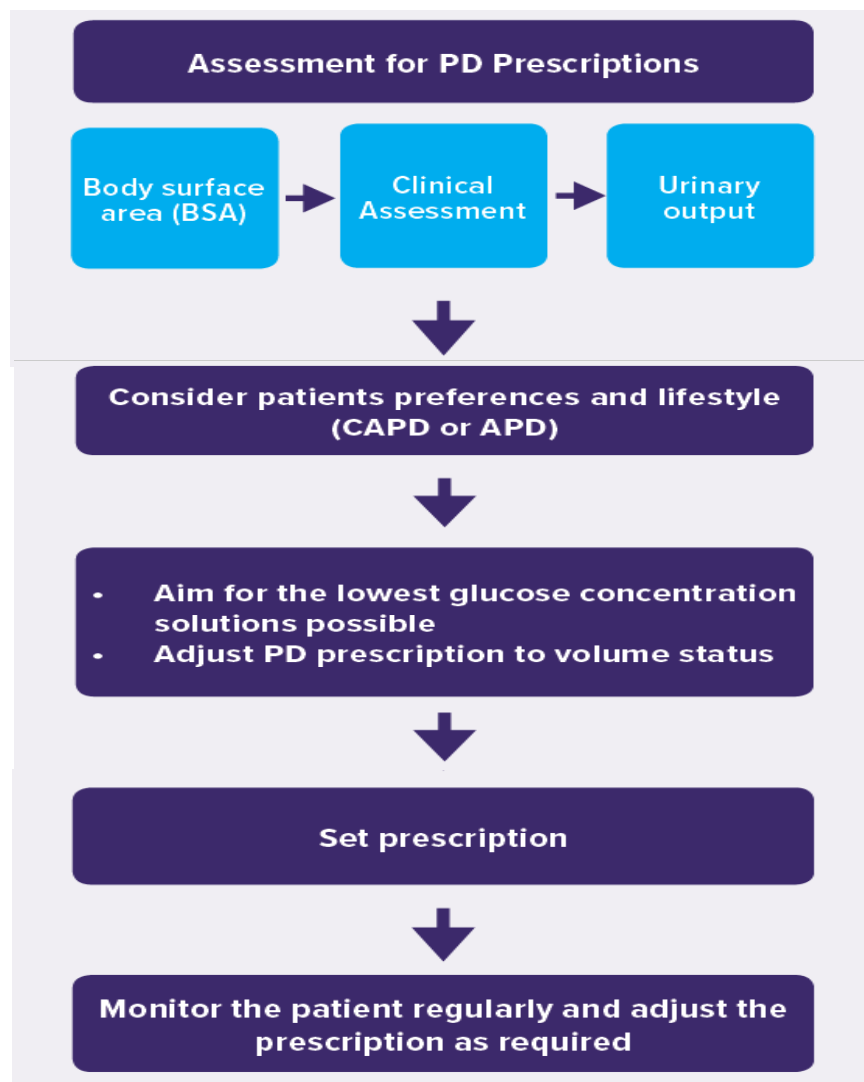 Assessment for PD Prescriptions
Body surface
area (BSA)
Clinical
Assessment
Urinary
output
Consider patients preferences and lifestyle
(CAPD or APD)
• Aim for the lowest glucose concentration
solutions possible
• Adjust PD prescription to volume status
Set prescription
Monitor the patient regularly and adjust the
prescription as required